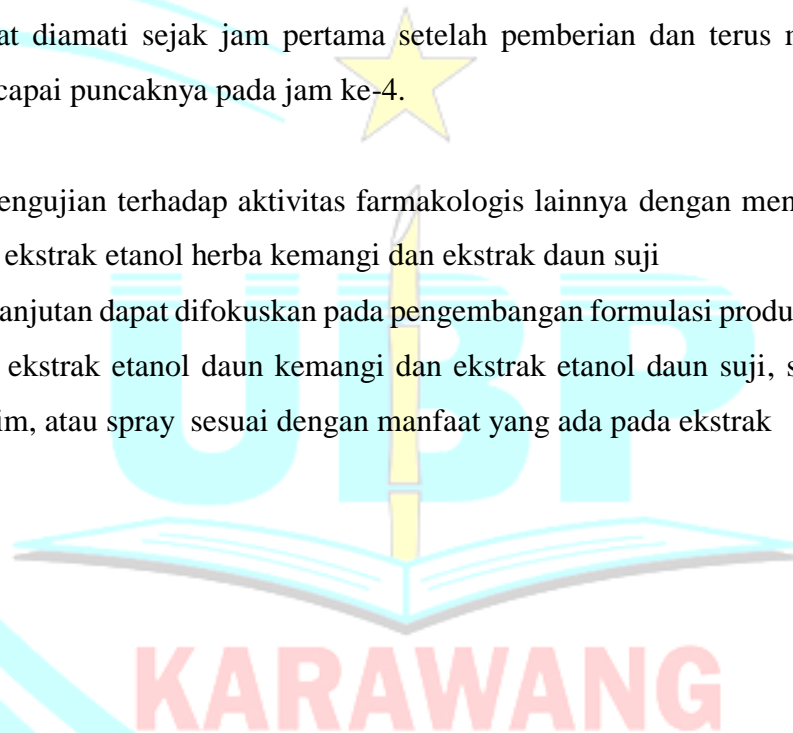 at diamati sejak jam pertama setelah pemberian dan terus
capai puncaknya pada jam ke-4.
engujian terhadap aktivitas farmakologis lainnya dengan men
ekstrak etanol herba kemangi dan ekstrak daun suji
anjutan dapat difokuskan pada pengembangan formulasi produ
ekstrak etanol daun kemangi dan ekstrak etanol daun suji, s
im, atau spray sesuai dengan manfaat yang ada pada ekstrak
UBP
KARAWANG